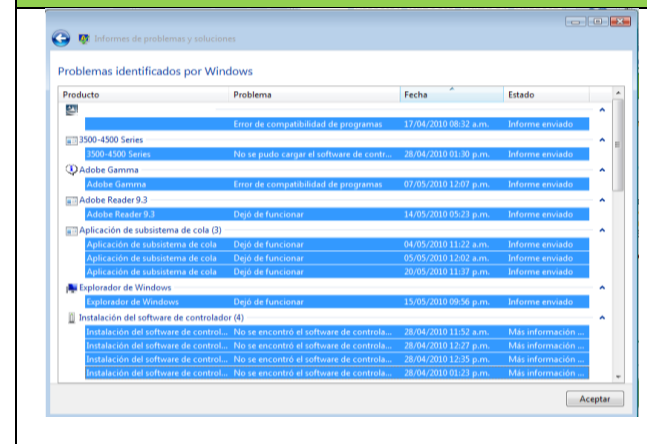 Informes de problemas y soluciones
Problemas identificados por Windows
Producto Problema Fecha Estado
Error de compatibilidad de programas 17/04/2010 08:32 a.m. Informe enviado
3500-4500 Series
3500-4500 Series No se pudo cargar el software de contr... 28/04/2010 01:30 p.m. Informe enviado
Adobe Gamma
Adobe Gamma Error de compatibilidad de programas 07/05/2010 12:07 p.m. Informe enviado
Adobe Reader 9.3
Adobe Reader 9.3 Dejó de funcionar 14/05/2010 05:23 p.m. Informe enviado
Aplicación de subsistema de cola (3)
Aplicación de subsistema de cola Dejó de funcionar 04/05/2010 11:22 a.m. Informe enviado
Aplicación de subsistema de cola Dejó de funcionar 05/05/2010 12:02 a.m. Informe enviado
Aplicación de subsistema de cola Dejó de funcionar 20/05/2010 11:37 p.m. Informe enviado
Explorador de Windows
Explorador de Windows Dejó de funcionar 15/05/2010 09:56 p.m. Informe enviado
Instalación del software de controlador (4)
Instalación del software de control... No se encontró el software de controla... 28/04/2010 11:52 a.m. Más información ...
Instalación del software de control... No se encontró el software de controla... 28/04/2010 12:27 p.m. Más información ...
Instalación del software de control... No se encontró el software de controla... 28/04/2010 12:35 p.m. Más información ...
Instalación del software de control... No se encontró el software de controla... 28/04/2010 01:23 p.m. Más información ...
Aceptar